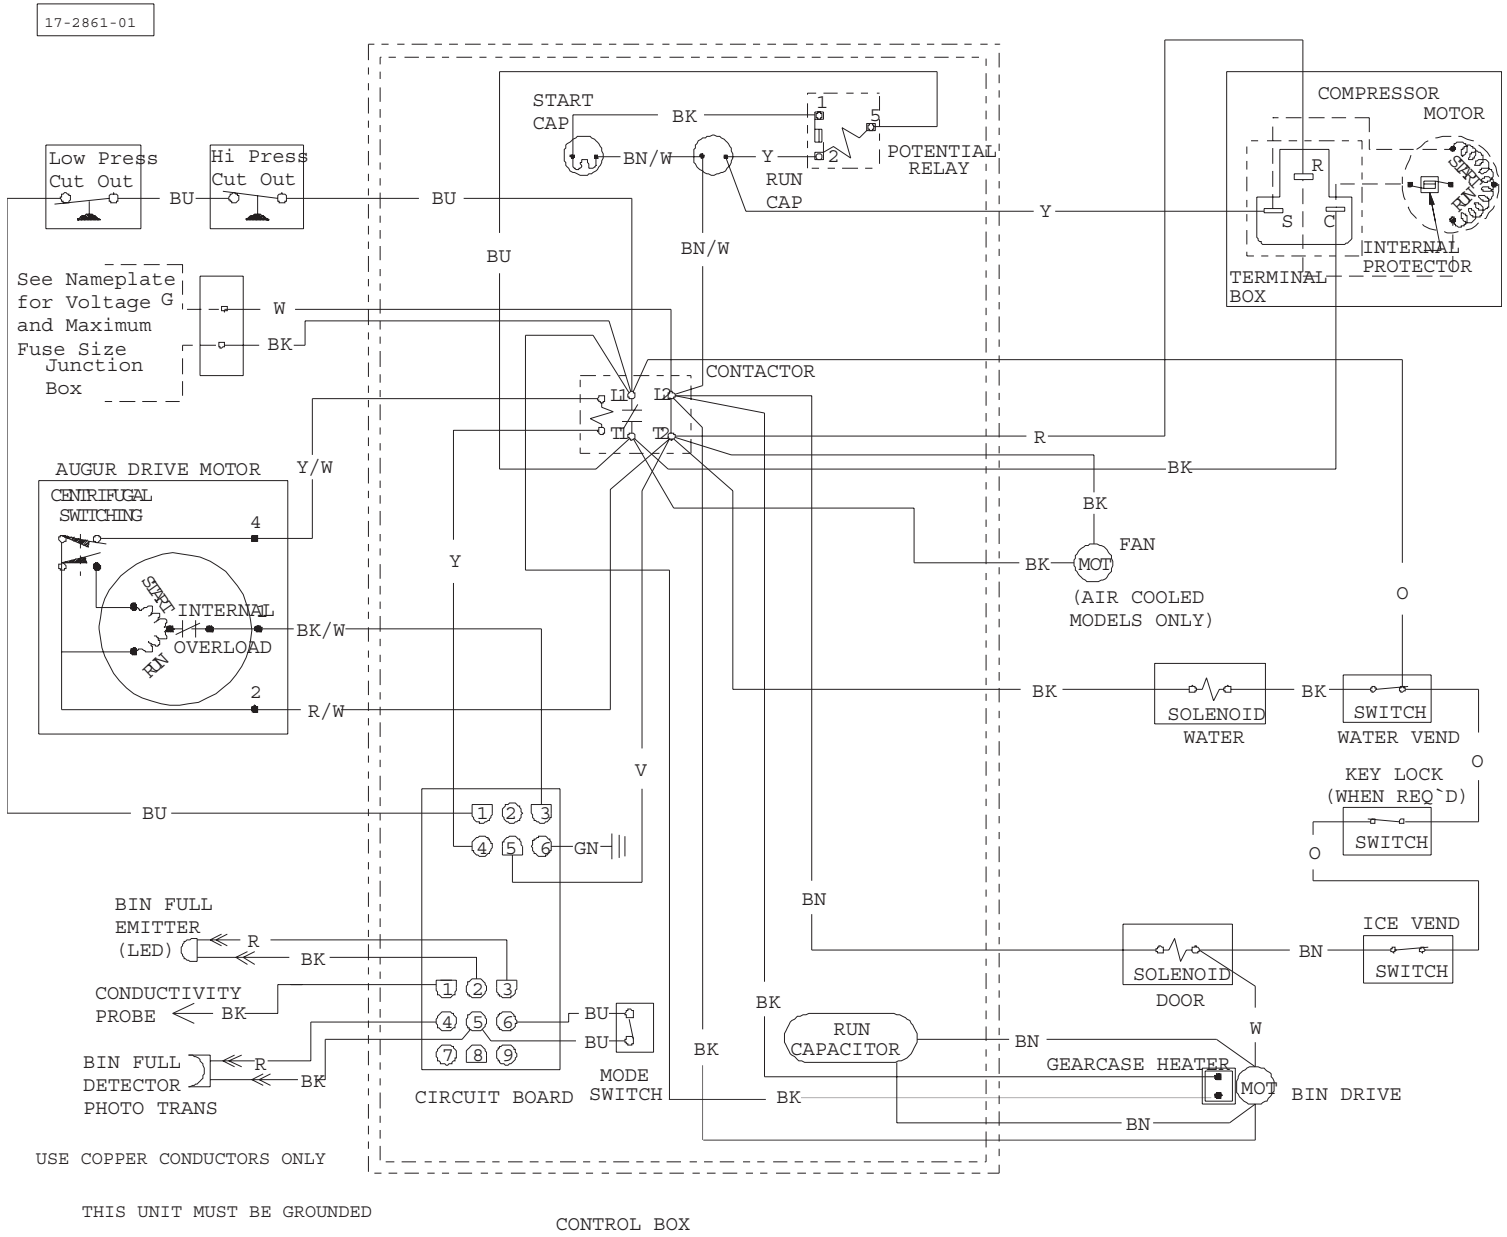 17-2861-01
START
CAP
BK
BN/W
Y
1
5
2
POTENTIAL
RELAY
RUN
CAP
COMPRESSOR
MOTOR
R
S
C
START
RUN
INTERNAL
PROTECTOR
TERMINAL
BOX
Low Press
Cut Out
BU
Hi Press
Cut Out
BU
BU
BN/W
Y
See Nameplate
for Voltage G
and Maximum
Fuse Size
Junction
Box
W
BK
CONTACTOR
L1
L2
T1
T2
R
BK
AUGUR DRIVE MOTOR
Y/W
CENTRIFUGAL
SWITCHING
4
START
INTERNAL
1
OVERLOAD
RUN
BK/W
2
R/W
Y
BK
BK
MOT
FAN
(AIR COOLED
MODELS ONLY)
O
BK
SOLENOID
WATER
BK
SWITCH
WATER VEND
O
KEY LOCK
(WHEN REQ`D)
SWITCH
O
V
BU
1
2
3
4
5
6
GN
BN
BIN FULL
EMITTER
(LED)
R
BK
CONDUCTIVITY
PROBE
BK
1
2
3
4
5
6
7
8
9
BU
BU
MODE
SWITCH
BIN FULL
DETECTOR
PHOTO TRANS
R
BK
CIRCUIT BOARD
ICE VEND
SWITCH
BN
SOLENOID
DOOR
W
BK
BK
RUN
CAPACITOR
BN
GEARCASE HEATER
MOT
BIN DRIVE
BK
BN
USE COPPER CONDUCTORS ONLY
THIS UNIT MUST BE GROUNDED
CONTROL BOX